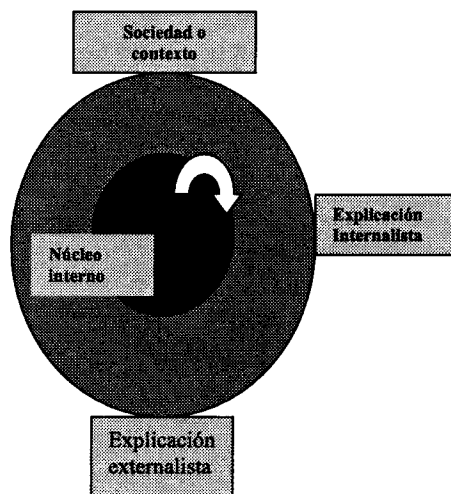 Sociedad o
contexto
Explicación
Internalista
Núcleo
interno
Explicación
externalista